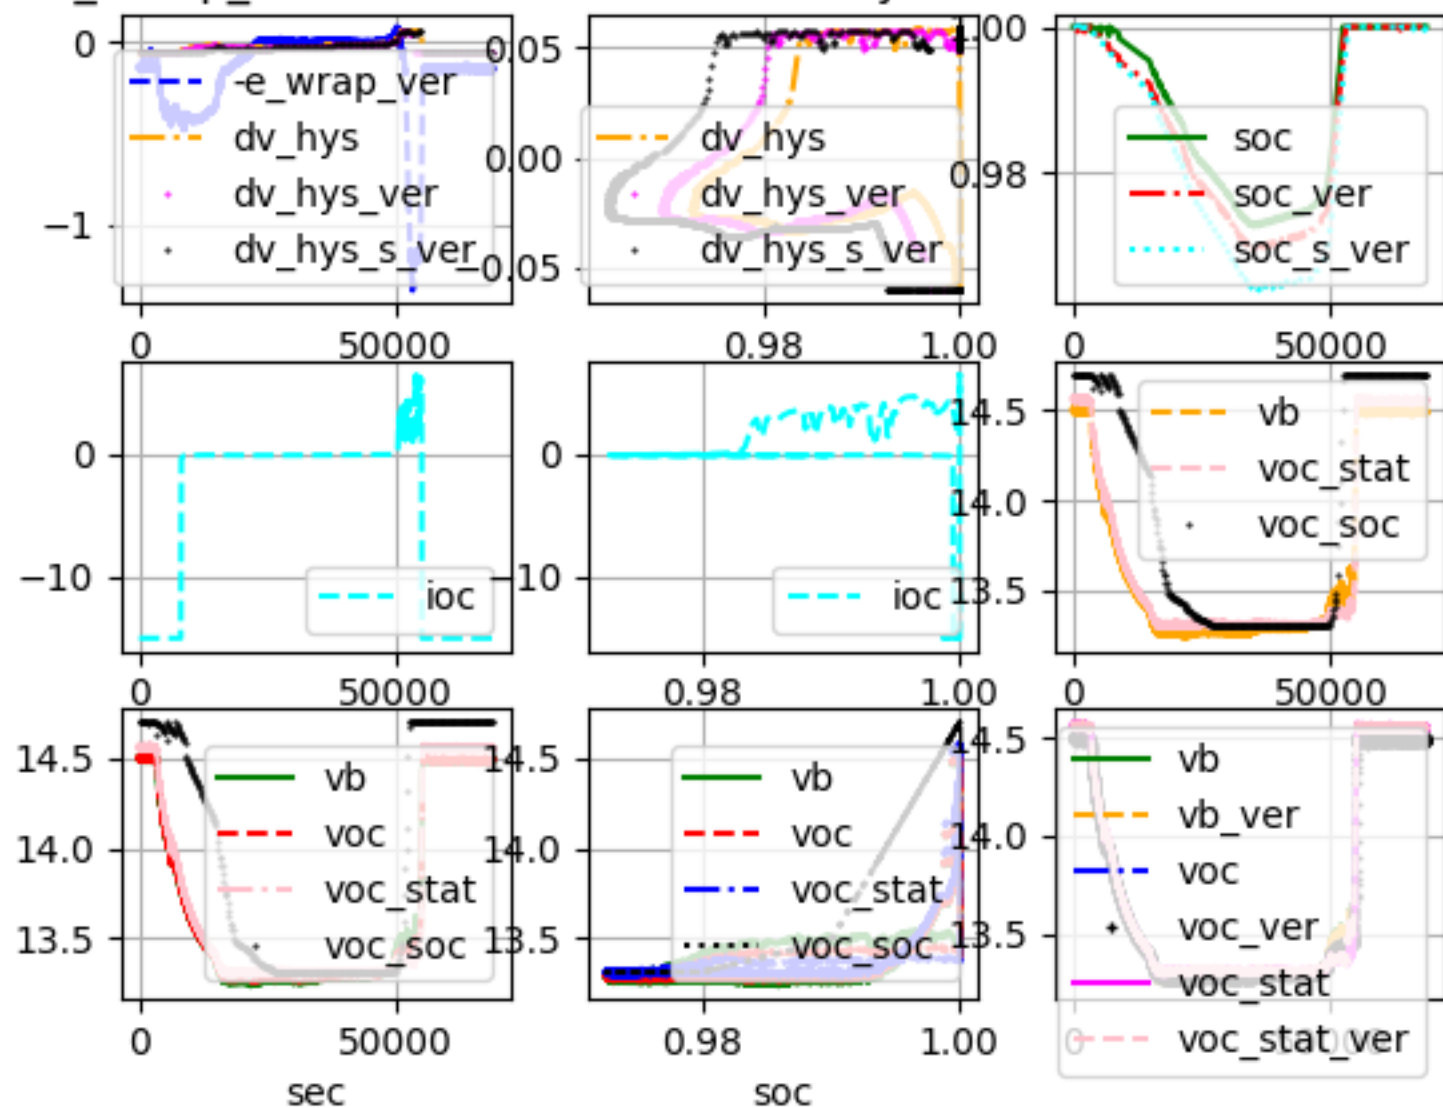 0
-e_wrap_ver
dv_hys
dv_hys_ver
−1
dv_hys_s_ver
0
50000
0.05
dv_hys
0.00
dv_hys_ver
dv_hys_s_ver
0.05
0.98
1.00
1.00
soc
0.98
soc_ver
soc_s_ver
0
50000
0
−10
ioc
0
50000
0
−10
ioc
0.98
1.00
14.5
vb
voc_stat
14.0
voc_soc
13.5
0
50000
14.5
vb
voc
14.0
voc_stat
13.5
voc_soc
0
50000
sec
14.5
vb
voc
14.0
voc_stat
13.5
voc_soc
0.98
1.00
soc
14.5
vb
vb_ver
14.0
voc
voc_ver
13.5
voc_stat
voc_stat_ver
0
50000